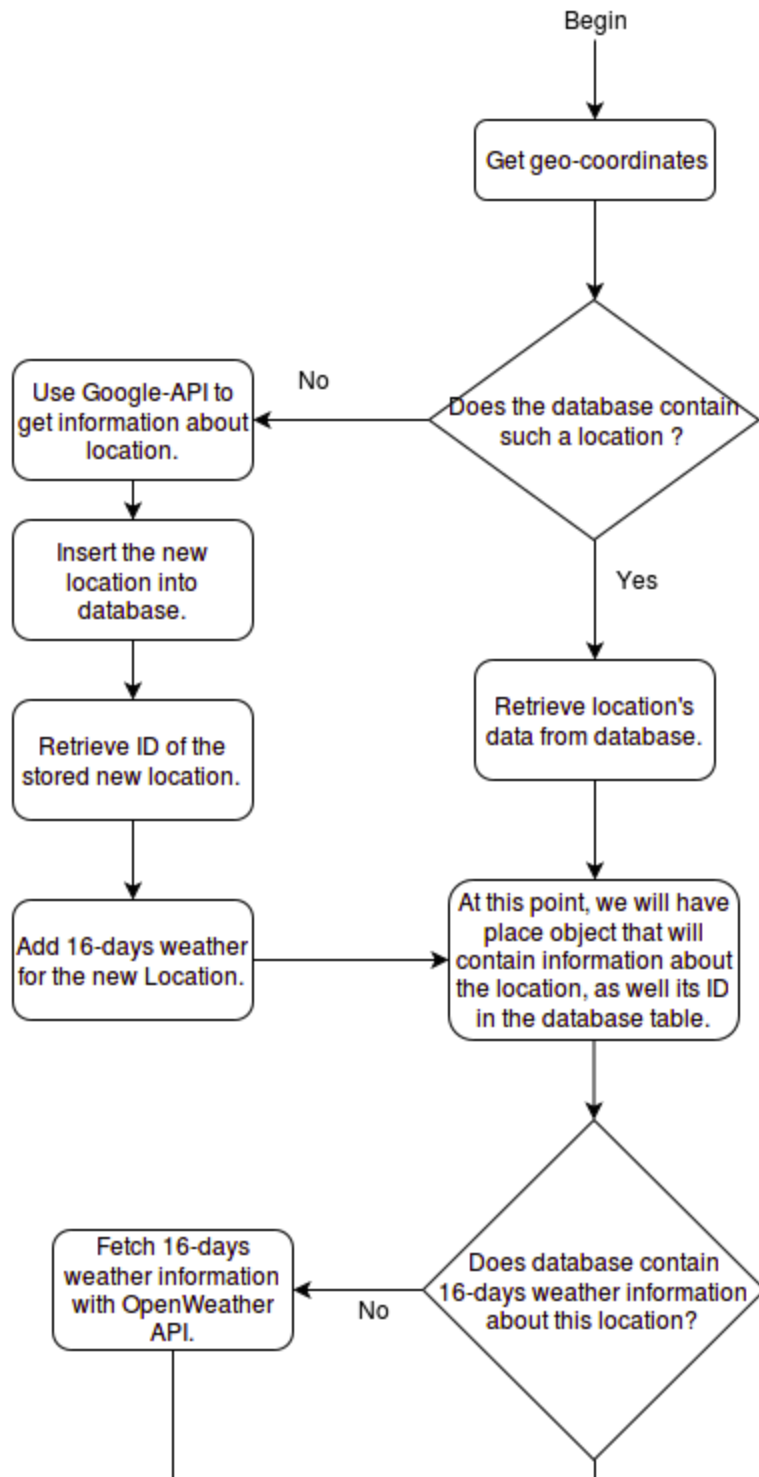 Begin
Get geo-coordinates
Does the database contain
such a location ?
No
Use Google-API to
get information about
location.
Insert the new
location into
database.
Retrieve ID of the
stored new location.
Add 16-days weather
for the new Location.
Yes
Retrieve location's
data from database.
At this point, we will have
place object that will
contain information about
the location, as well its ID
in the database table.
Does database contain
16-days weather information
about this location?
No
Fetch 16-days
weather information
with OpenWeather
API.